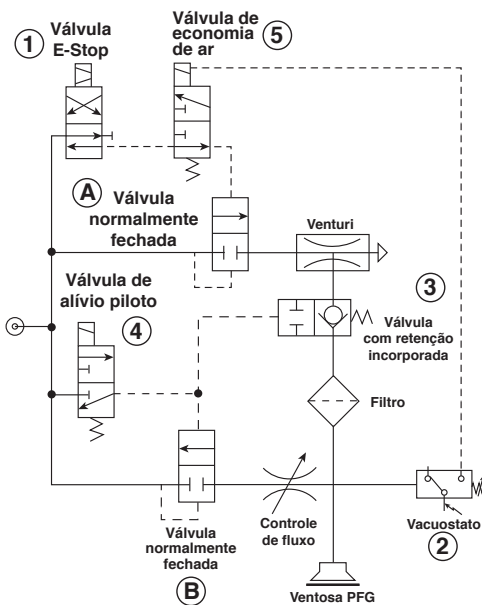 1
Válvula
E-Stop
Válvula de
economia
de ar
5
A
Válvula
normalmente
fechada
Venturi
Válvula de
alívio piloto
4
3
Válvula
com retenção
incorporada
Filtro
Controle
de fluxo
Vacuostato
2
Válvula
normalmente
fechada
B
Ventosa PFG